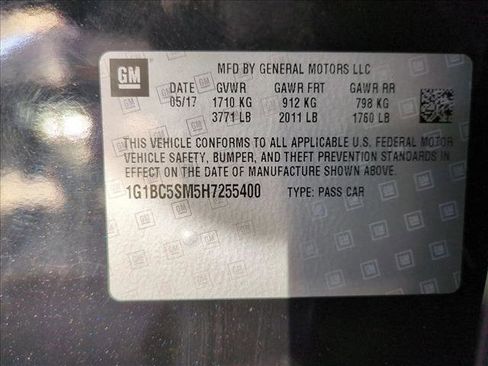 GM
MFD BY GENERAL MOTORS LLC
DATE GVWR GAWR FRT GAWR RR
05/17 1710 KG 912 KG 798 KG
3771 LB 2011 LB 1760 LB
THIS VEHICLE CONFORMS TO ALL APPLICABLE U.S. FEDERAL MOTOR
VEHICLE SAFETY, BUMPER, AND THEFT PREVENTION STANDARDS IN
EFFECT ON THE DATE OF MANUFACTURE SHOWN ABOVE.
1G1BC5SM5H7255400 TYPE: PASS CAR